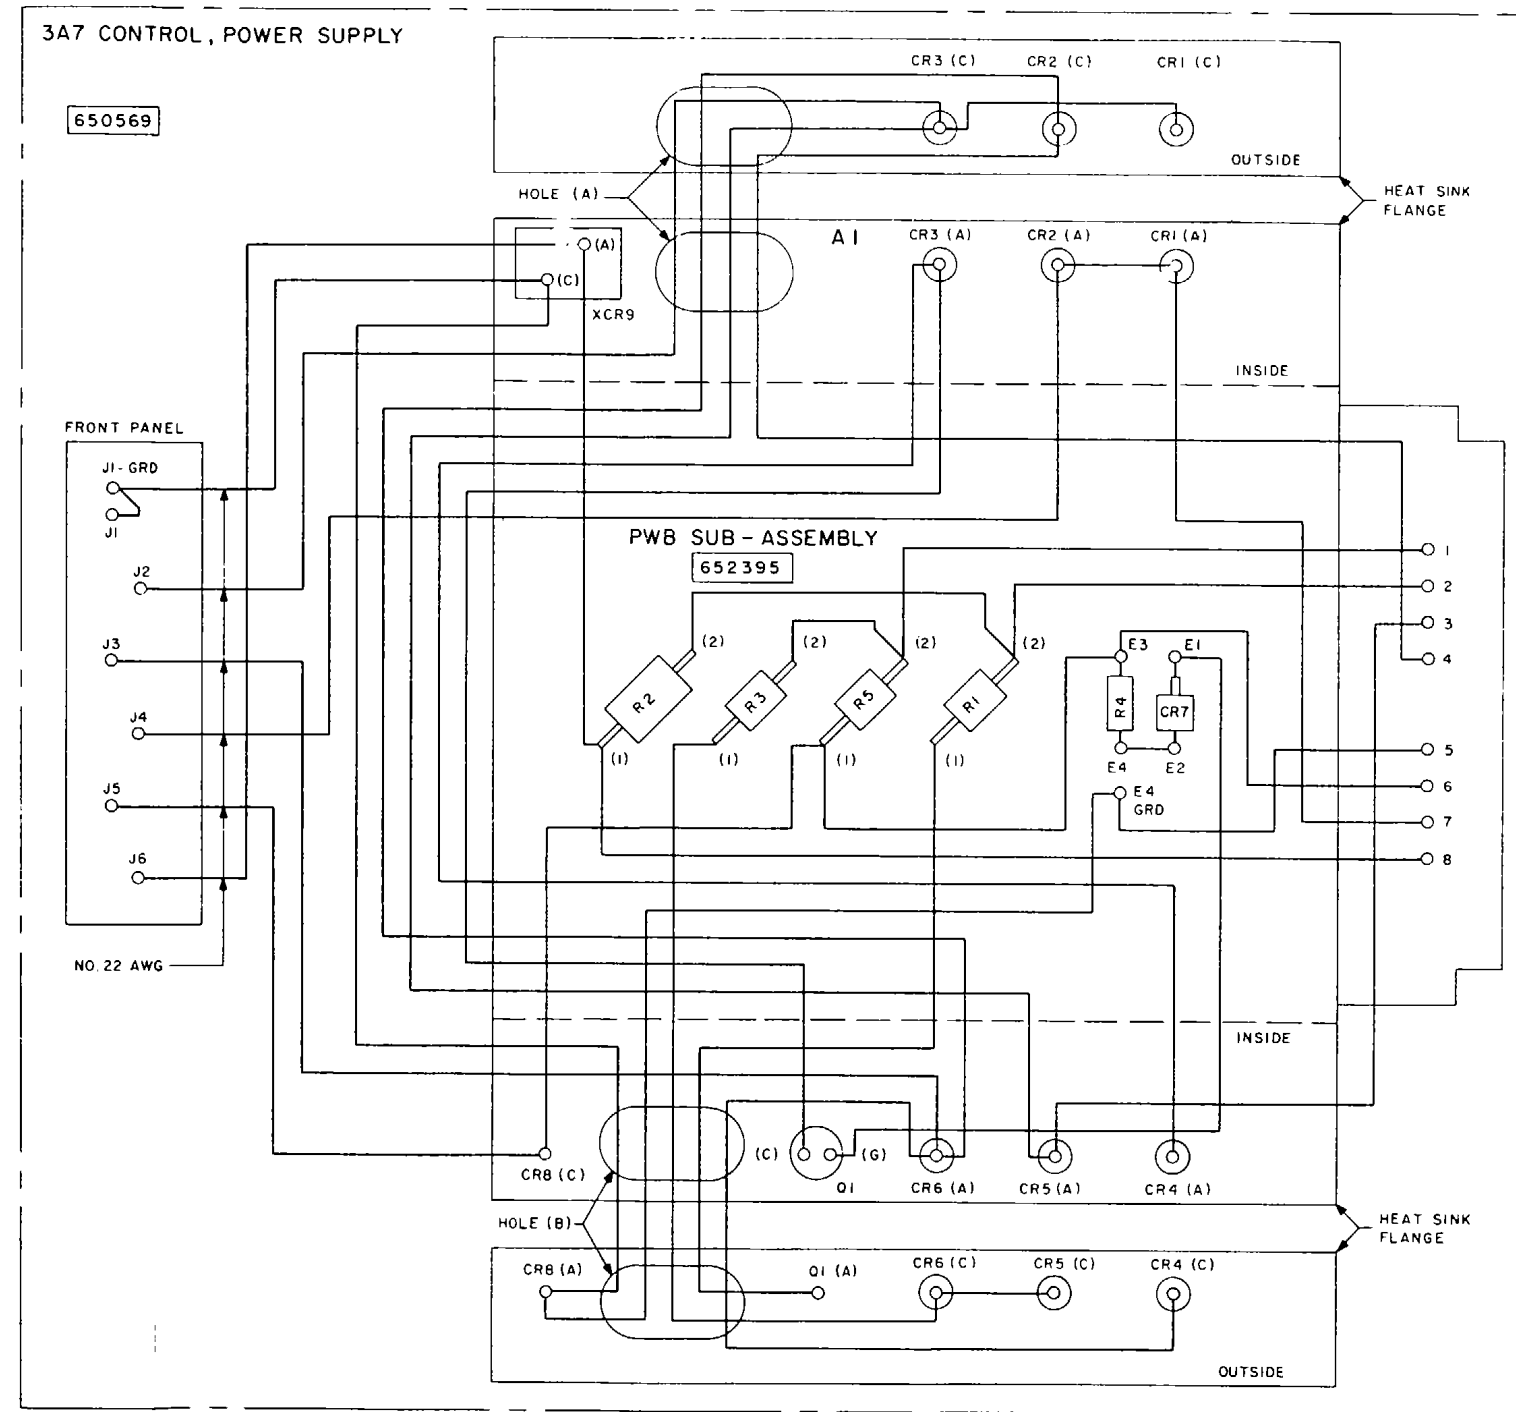 3A7 CONTROL, POWER SUPPLY
650569
CR3 (C)
CR2 (C)
CR1 (C)
OUTSIDE
HOLE (A)
HEAT SINK
FLANGE
A1
CR3 (A)
CR2 (A)
CR1 (A)
(A)
(C)
XCR9
INSIDE
FRONT PANEL
J1-GRD
J1
J2
J3
J4
J5
J6
NO. 22 AWG
PWB SUB-ASSEMBLY
652395
(2)
(2)
(2)
(2)
R2
R3
R5
R1
(1)
(1)
(1)
(1)
E3
E1
R4
CR7
E4
E2
E4
GRD
1
2
3
4
5
6
7
8
INSIDE
CR8 (C)
(C)
(G)
Q1
CR6 (A)
CR5 (A)
CR4 (A)
HOLE (B)
HEAT SINK
FLANGE
CR8 (A)
Q1 (A)
CR6 (C)
CR5 (C)
CR4 (C)
OUTSIDE